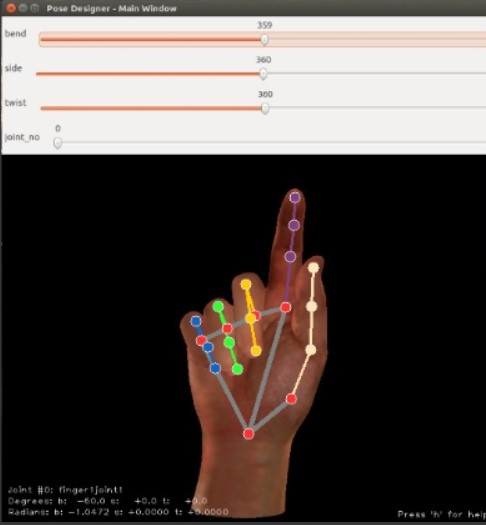 Pose Designer - Main Window
359
bend
360
side
360
twist
0
joint_no
Joint #0: finger1joint1
Degrees: b: -60.0 s: +0.0 t: +0.0
Radians: b: -1.0472 s: +0.0000 t: +0.0000
Press 'h' for help